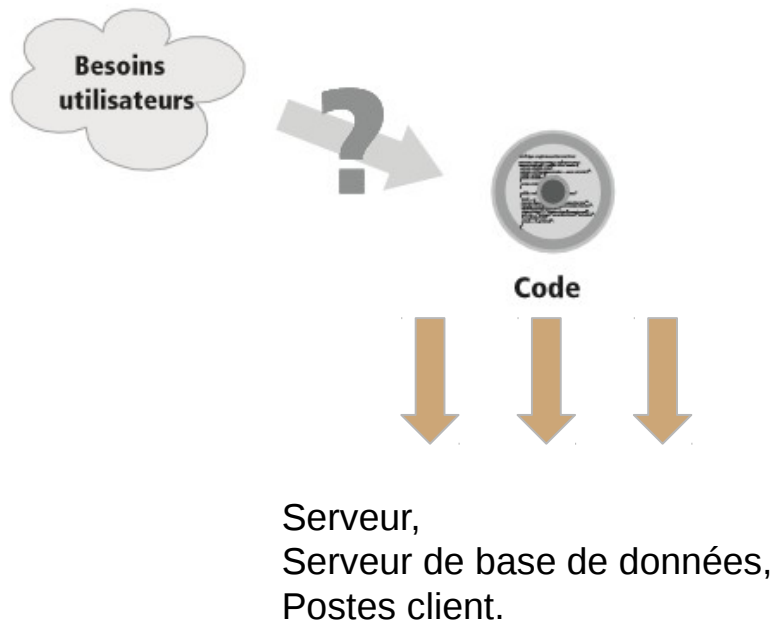 Besoins
utilisateurs
?
Code
Serveur,
Serveur de base de données,
Postes client.